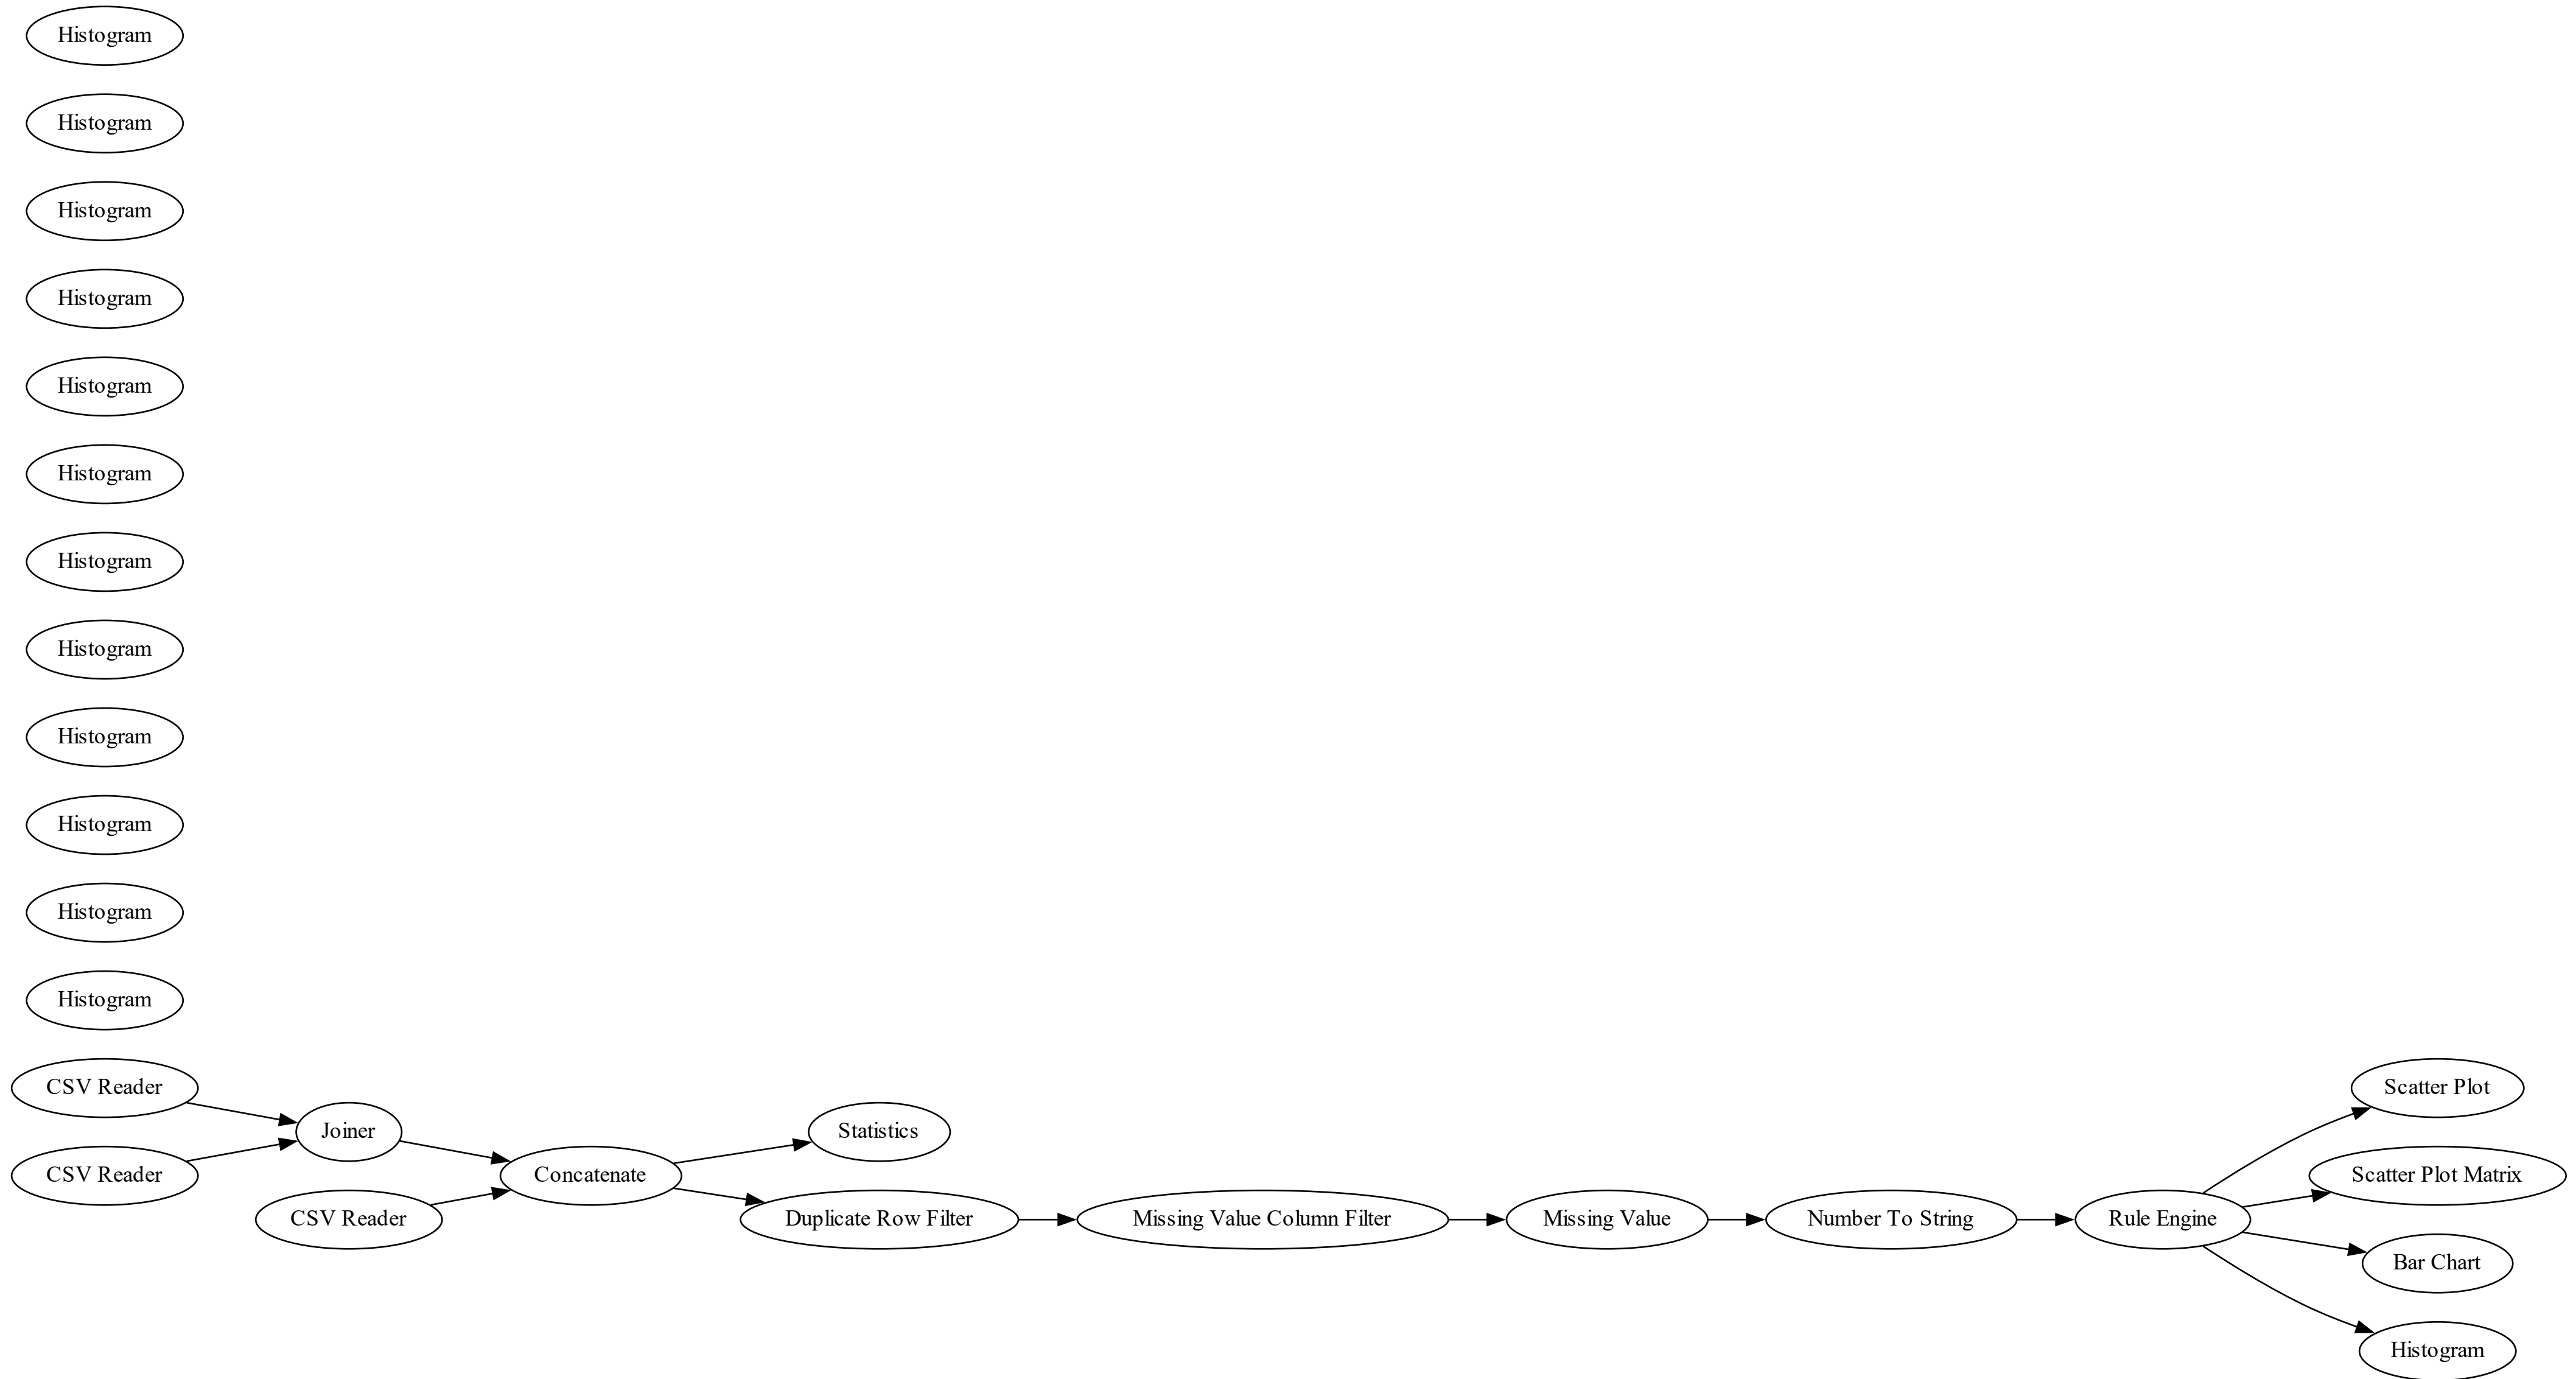 Histogram
Histogram
Histogram
Histogram
Histogram
Histogram
Histogram
Histogram
Histogram
Histogram
Histogram
Histogram
CSV Reader
CSV Reader
Joiner
CSV Reader
Concatenate
Statistics
Duplicate Row Filter
Missing Value Column Filter
Missing Value
Number To String
Rule Engine
Scatter Plot
Scatter Plot Matrix
Bar Chart
Histogram